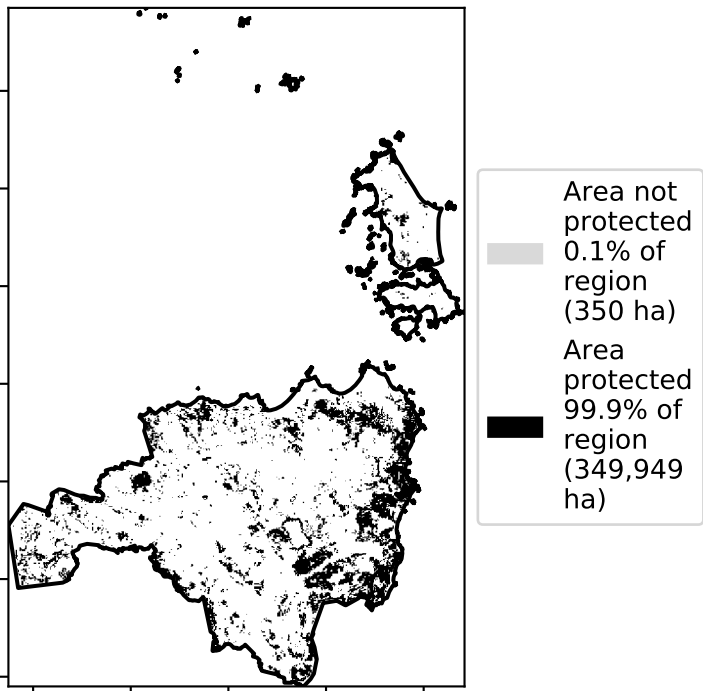 Area not
protected
0.1% of
region
(350 ha)
Area
protected
99.9% of
region
(349,949
ha)